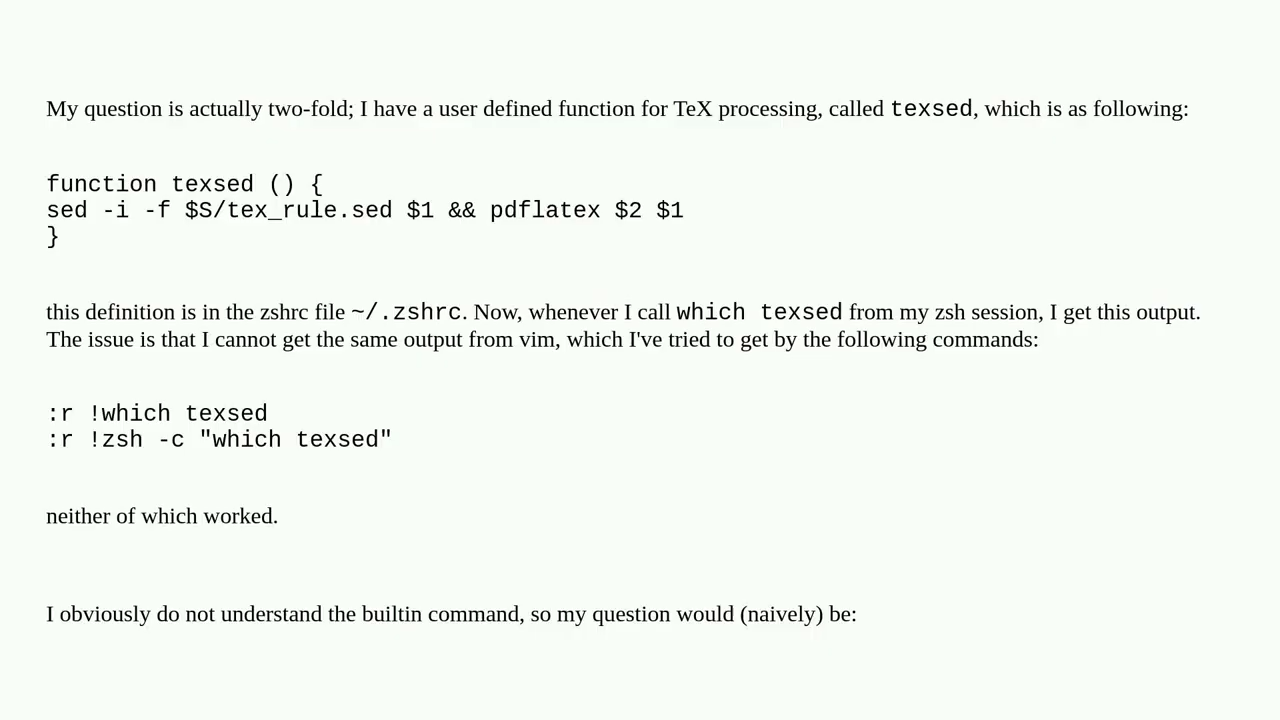 My question is actually two-fold; I have a user defined function for TeX processing, called texsed, which is as following:
function texsed () {
sed -i -f $S/tex_rule.sed $1 && pdflatex $2 $1
}
this definition is in the zshrc file ~/.zshrc. Now, whenever I call which texsed from my zsh session, I get this output.
The issue is that I cannot get the same output from vim, which I've tried to get by the following commands:
:r !which texsed
:r !zsh -c "which texsed"
neither of which worked.
I obviously do not understand the builtin command, so my question would (naively) be: